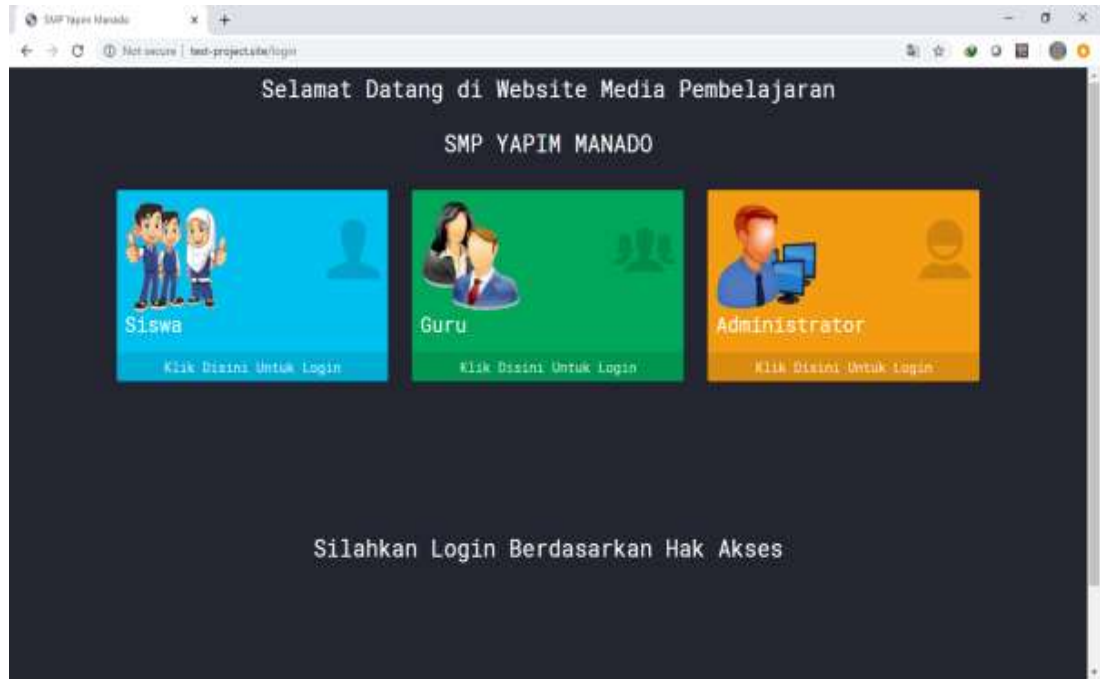 SMP Yapim Manado
Not secure | test-project.site/login
Selamat Datang di Website Media Pembelajaran
SMP YAPIM MANADO
Siswa
Guru
Administrator
Klik Disini Untuk Login
Klik Disini Untuk Login
Klik Disini Untuk Login
Silahkan Login Berdasarkan Hak Akses